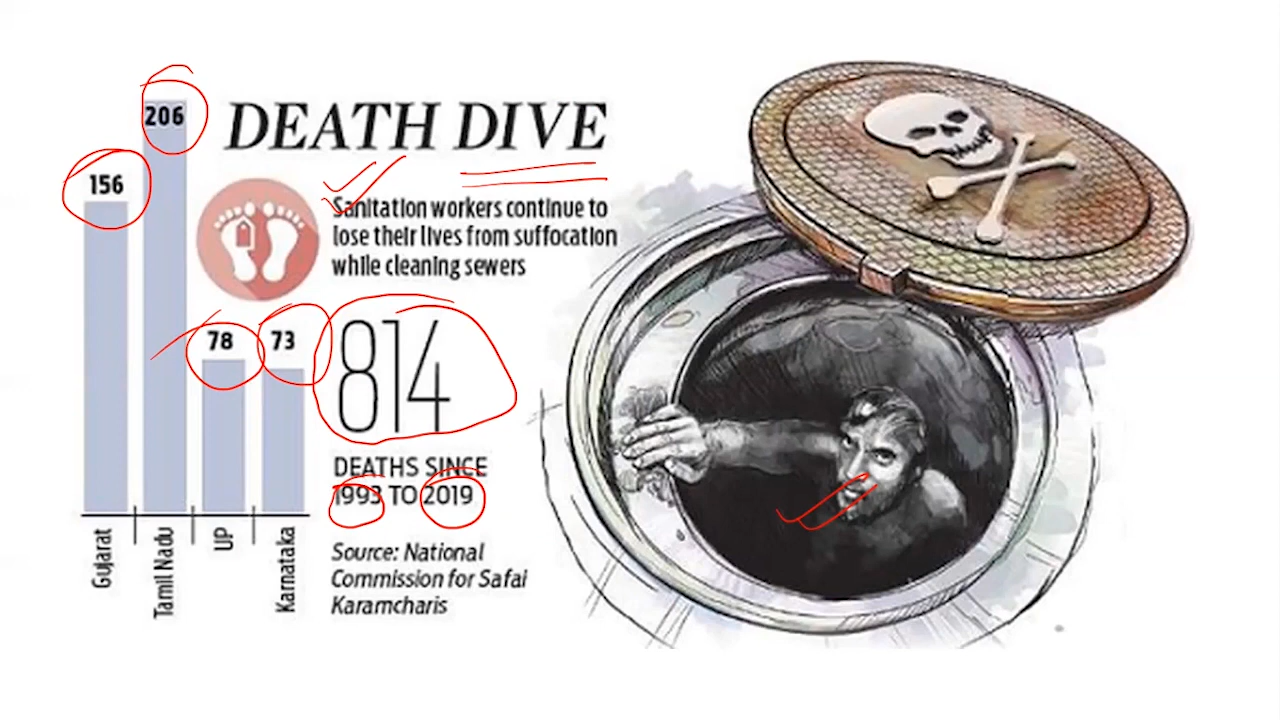 DEATH DIVE
Sanitation workers continue to
lose their lives from suffocation
while cleaning sewers
206
156
78
73
814
DEATHS SINCE
1993 TO 2019
Source: National
Commission for Safai
Karamcharis
Gujarat
Tamil Nadu
UP
Karnataka